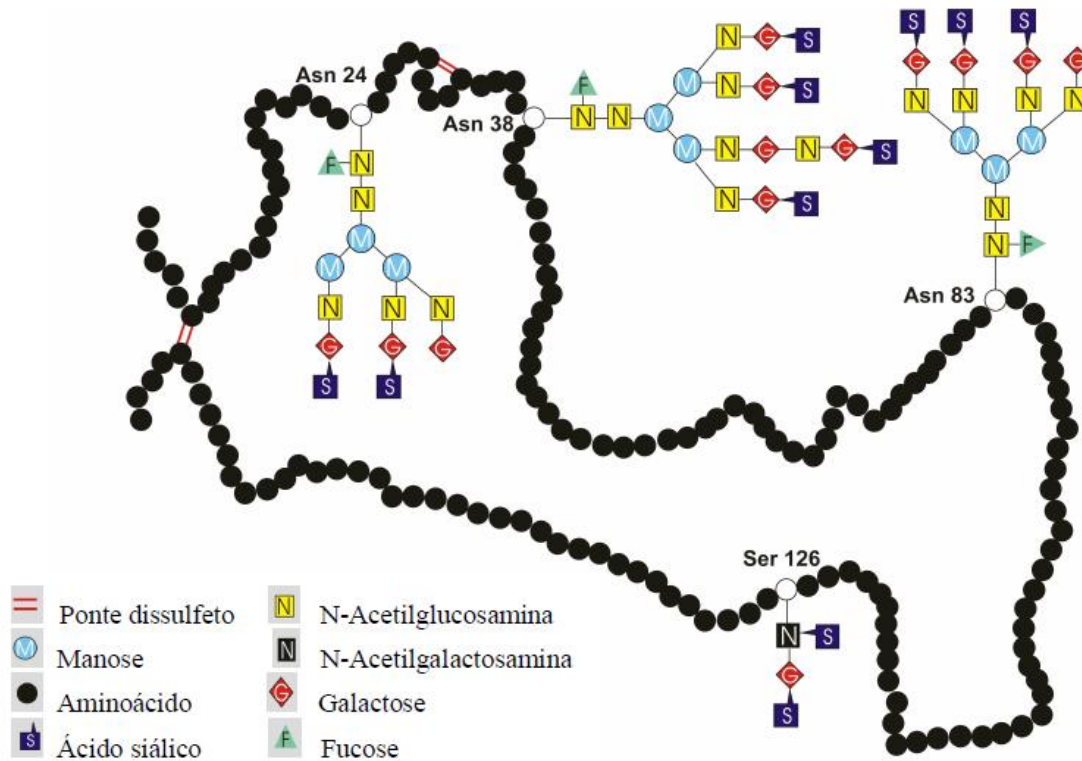 Asn 24
F N
N
M
M M
N N N
G G G
S S
Asn 38
N G S
M N G S
F
N N M
M N G N G S
N G S
S S S
G G G G
N N N N
M M
M
N
N F
Asn 83
Ser 126
N S
G
S
Ponte dissulfeto
M Manose
Aminoácido
S Ácido siálico
N N-Acetilglucosamina
N N-Acetilgalactosamina
G Galactose
F Fucose